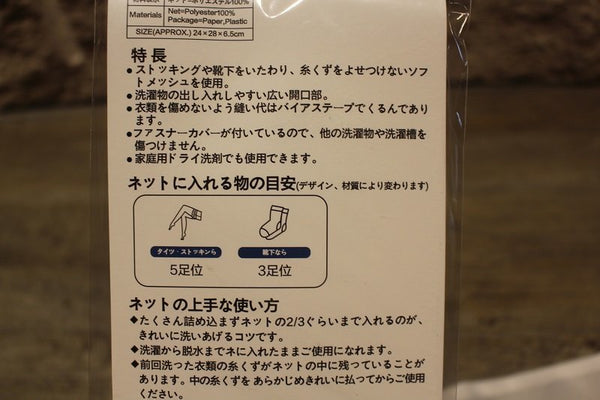 Materials
Net=Polyester100%
Package=Paper,Plastic
SIZE(APPROX.) 24×28×6.5cm
特長
●ストッキングや靴下をいたわり、糸くずをよせつけないソフ
トメッシュを使用。
●洗濯物の出し入れしやすい広い開口部。
●衣類を傷めないよう縫い代はバイアステープでくるんであり
ます。
●ファスナーカバーが付いているので、他の洗濯物や洗濯槽を
傷つけません。
●家庭用ドライ洗剤でも使用できます。
ネットに入れる物の目安(デザイン、材質により変わります)
タイツ・ストッキンら
5足位
靴下なら
3足位
ネットの上手な使い方
◆たくさん詰め込まずネットの2/3ぐらいまで入れるのが、
きれいに洗いあげるコツです。
◆洗濯から脱水までネに入れたままご使用になれます。
◆前回洗った衣類の糸くずがネットの中に残っていることが
あります。中の糸くずを あらかじめきれいに払ってからご使用
ください。